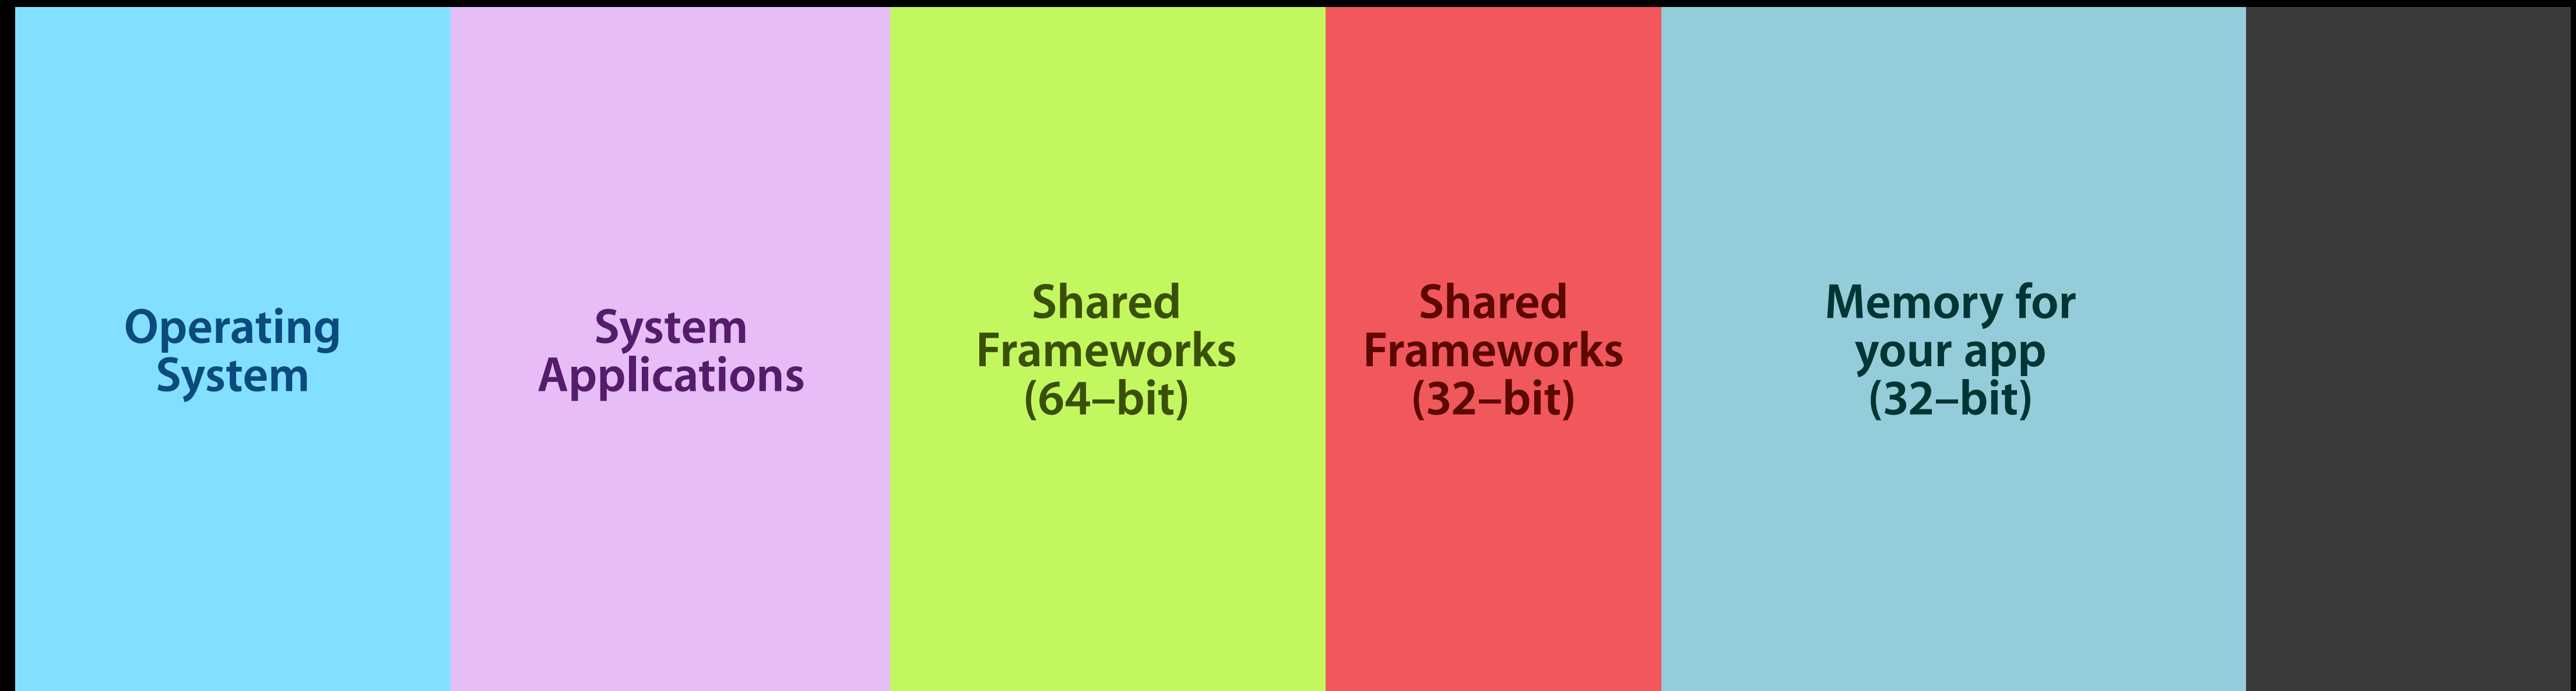 Operating
System
System
Applications
Shared
Frameworks
(64–bit)
Shared
Frameworks
(32–bit)
Memory for
your app
(32–bit)